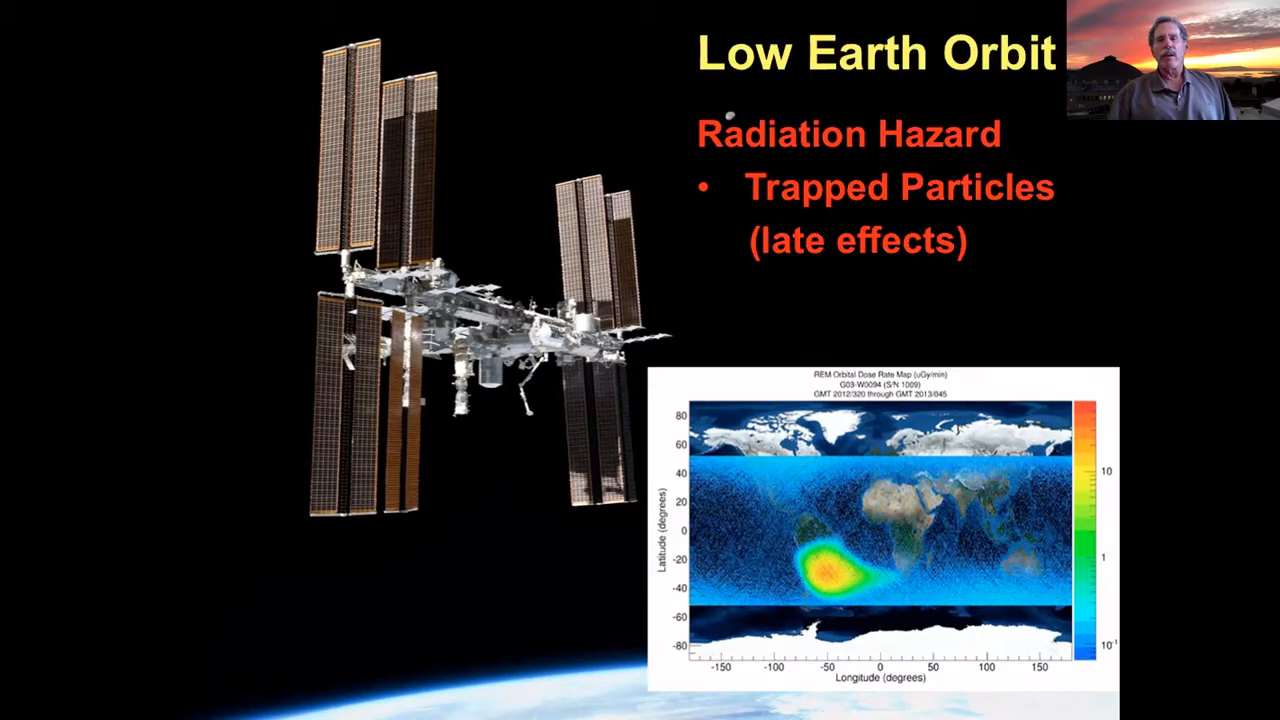 Low Earth Orbit
Radiation Hazard
• Trapped Particles
(late effects)
REM Orbital Dose Rate Map (uGy/min)
G03-W0094 (S/N 1009)
GMT 2012/320 through GMT 2013/045
Latitude (degrees)
80
60
40
20
0
-20
-40
-60
-80
10
1
10⁻¹
-150 -100 -50 0 50 100 150
Longitude (degrees)